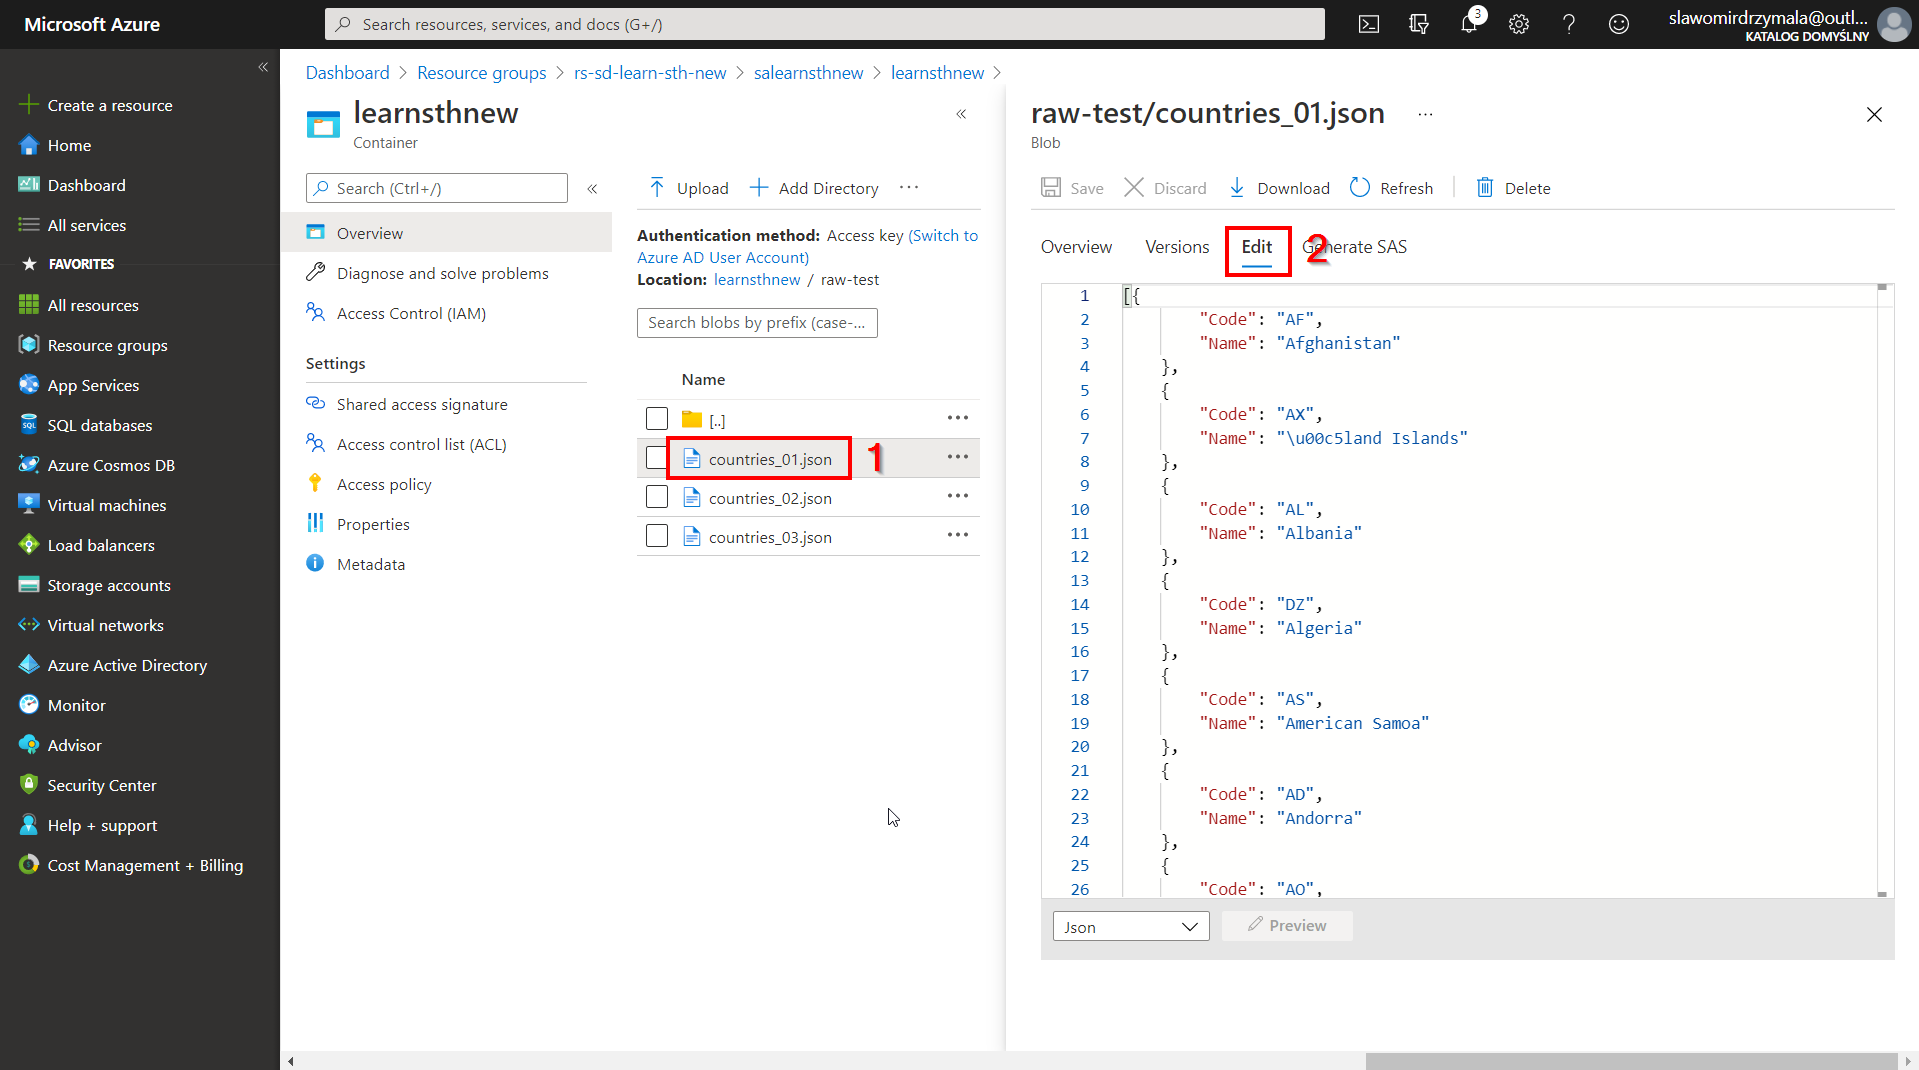 Microsoft Azure
Search resources, services, and docs (G+/)
3
slawomirdrzymala@outl...
KATALOG DOMYŚLNY
Create a resource
Home
Dashboard
All services
FAVORITES
All resources
Resource groups
App Services
SQL databases
Azure Cosmos DB
Virtual machines
Load balancers
Storage accounts
Virtual networks
Azure Active Directory
Monitor
Advisor
Security Center
Help + support
Cost Management + Billing
Dashboard > Resource groups > rs-sd-learn-sth-new > salearnsthnew > learnsthnew >
learnsthnew
Container
Search (Ctrl+/)
Overview
Diagnose and solve problems
Access Control (IAM)
Settings
Shared access signature
Access control list (ACL)
Access policy
Properties
Metadata
Upload Add Directory ...
Authentication method: Access key (Switch to
Azure AD User Account)
Location: learnsthnew / raw-test
Search blobs by prefix (case-...
Name
[..]
countries_01.json
1
countries_02.json
countries_03.json
raw-test/countries_01.json ...
Blob
Save Discard Download Refresh Delete
Overview Versions Edit 2 Generate SAS
1 [{
2 "Code": "AF",
3 "Name": "Afghanistan"
4 },
5 {
6 "Code": "AX",
7 "Name": "\u00c5land Islands"
8 },
9 {
10 "Code": "AL",
11 "Name": "Albania"
12 },
13 {
14 "Code": "DZ",
15 "Name": "Algeria"
16 },
17 {
18 "Code": "AS",
19 "Name": "American Samoa"
20 },
21 {
22 "Code": "AD",
23 "Name": "Andorra"
24 },
25 {
26 "Code": "AO",
Json Preview